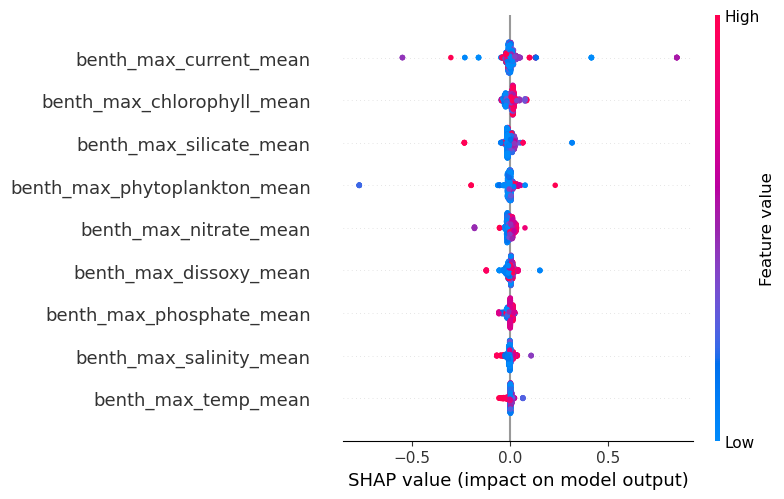 High
benth_max_current_mean
benth_max_chlorophyll_mean
benth_max_silicate_mean
benth_max_phytoplankton_mean
benth_max_nitrate_mean
benth_max_dissoxy_mean
benth_max_phosphate_mean
benth_max_salinity_mean
benth_max_temp_mean
Feature value
Low
−0.5 0.0 0.5
SHAP value (impact on model output)